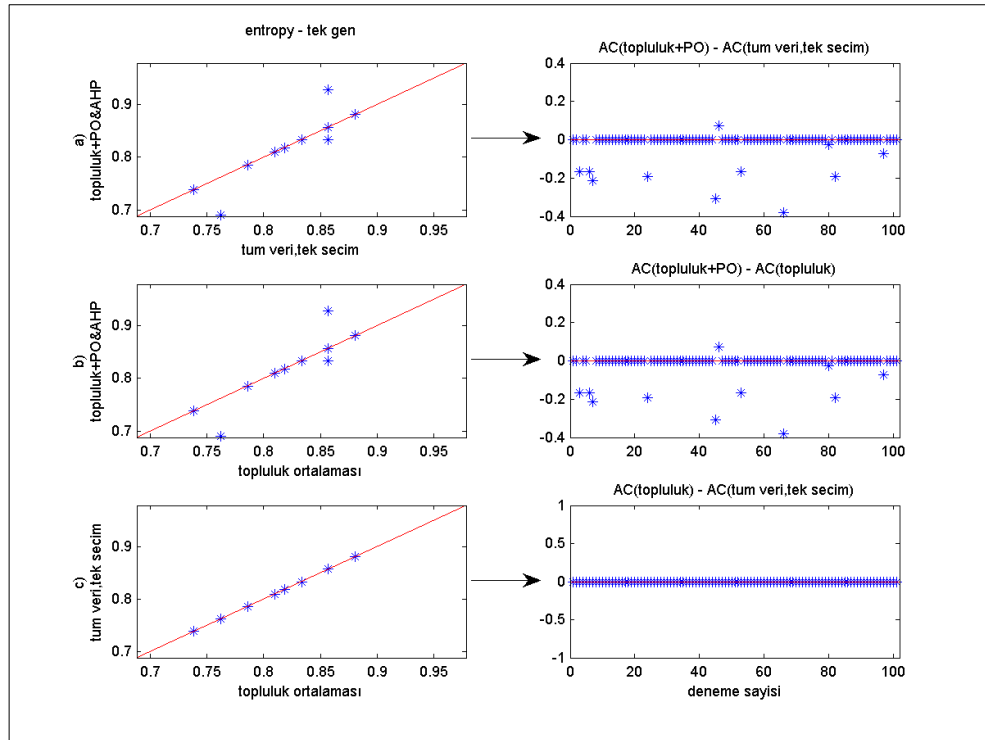 entropy - tek gen
a)
topluluk+PO&AHP
0.9
0.8
0.7
0.7 0.75 0.8 0.85 0.9 0.95
tum veri,tek secim
AC(topluluk+PO) - AC(tum veri,tek secim)
0.4
0.2
0
-0.2
-0.4
0 20 40 60 80 100
b)
topluluk+PO&AHP
0.9
0.8
0.7
0.7 0.75 0.8 0.85 0.9 0.95
topluluk ortalaması
AC(topluluk+PO) - AC(topluluk)
0.4
0.2
0
-0.2
-0.4
0 20 40 60 80 100
c)
tum veri,tek secim
0.9
0.8
0.7
0.7 0.75 0.8 0.85 0.9 0.95
topluluk ortalaması
AC(topluluk) - AC(tum veri,tek secim)
1
0.5
0
-0.5
-1
0 20 40 60 80 100
deneme sayisi